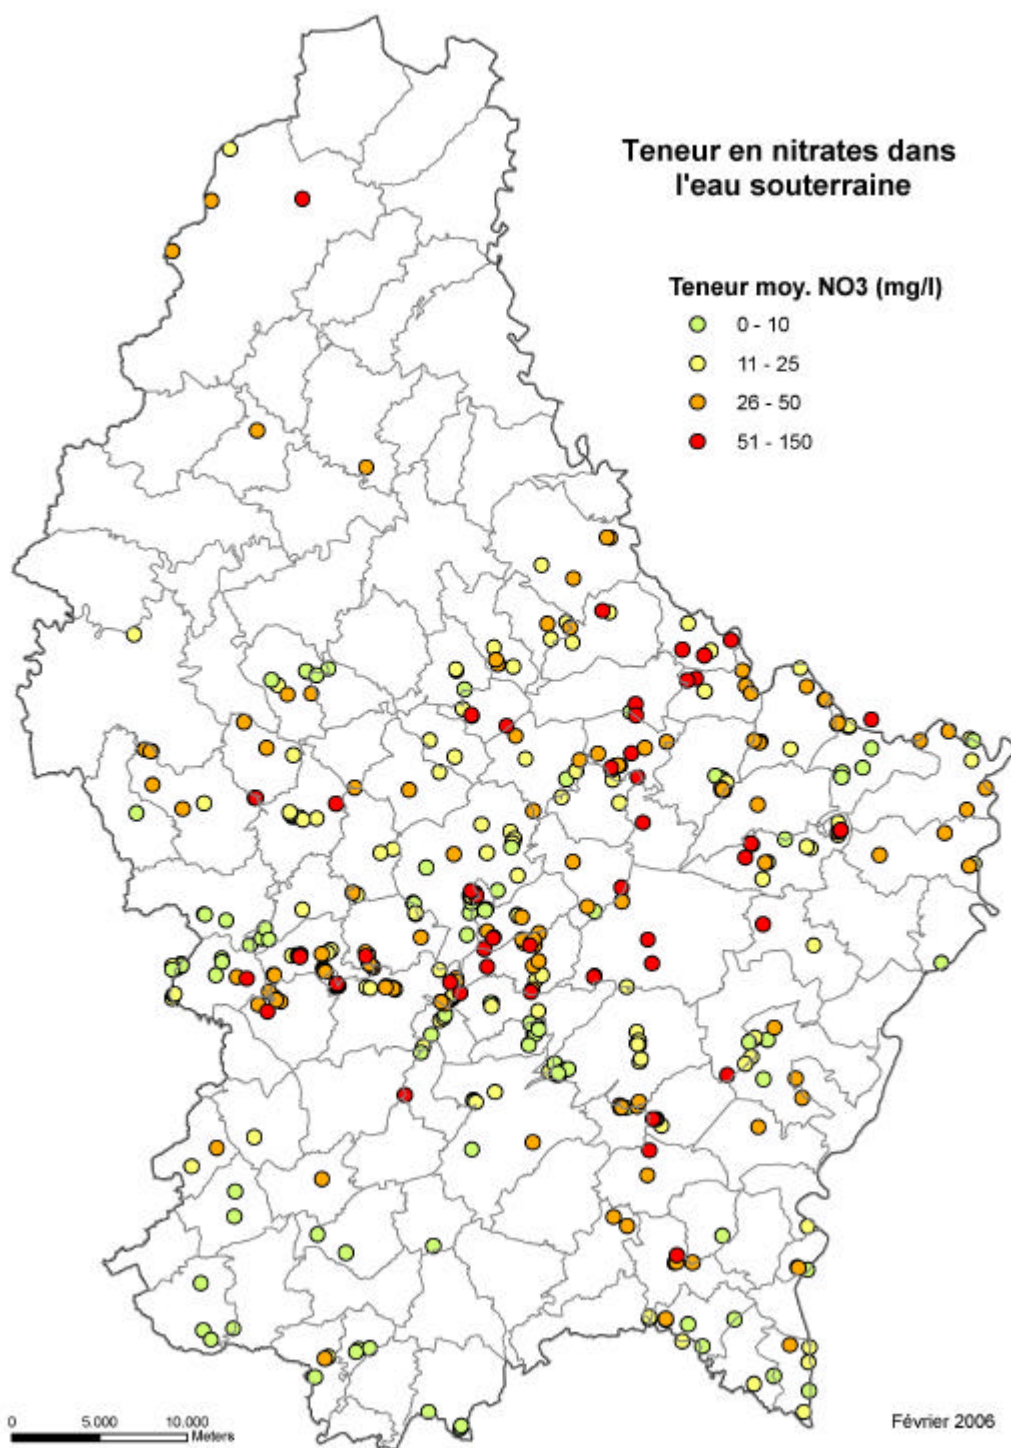 Teneur en nitrates dans
l'eau souterraine
Teneur moy. NO3 (mg/l)
0 - 10
11 - 25
26 - 50
51 - 150
0 5.000 10.000
Meters
Février 2006